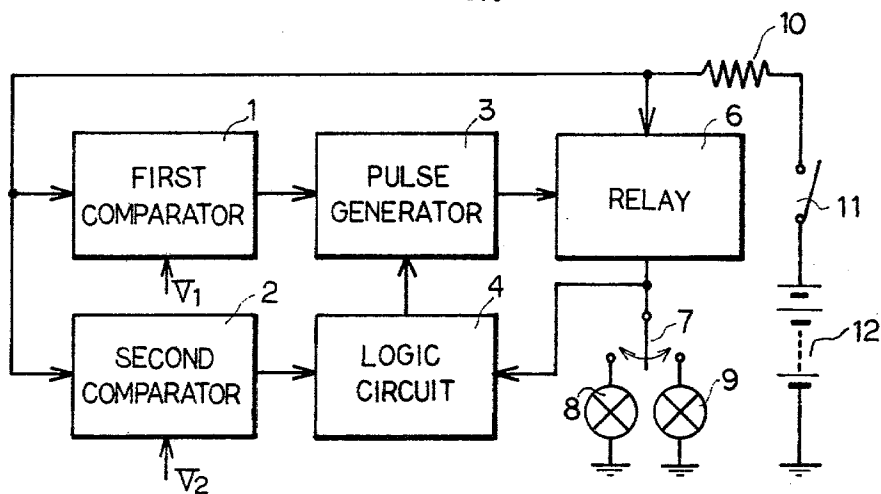 10
1
3
6
FIRST
COMPARATOR
PULSE
GENERATOR
RELAY
11
V1
2
4
7
12
SECOND
COMPARATOR
LOGIC
CIRCUIT
8
9
V2